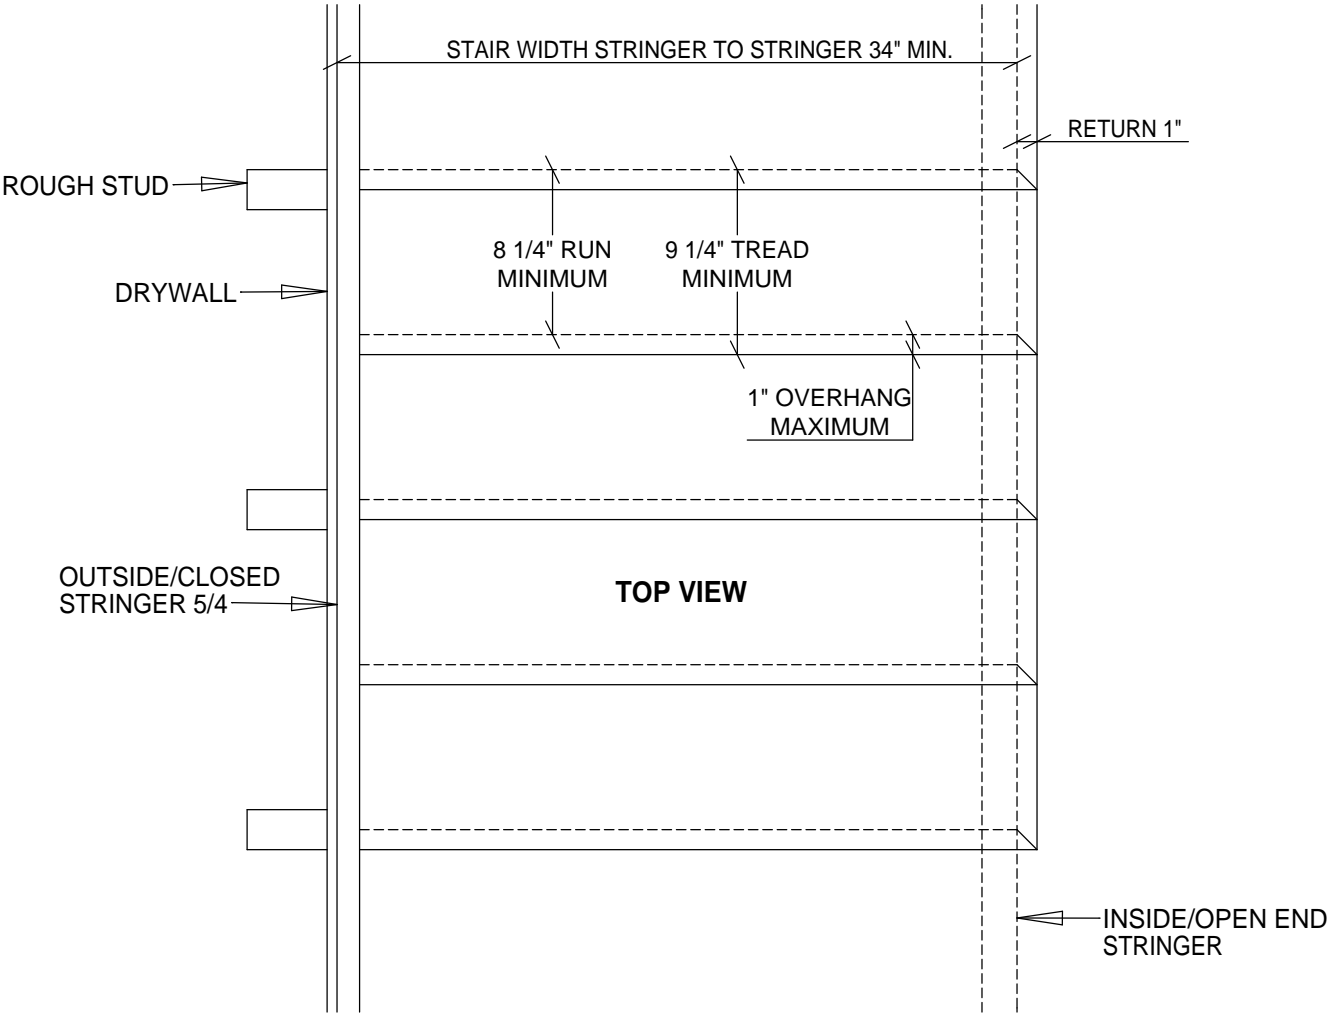 STAIR WIDTH STRINGER TO STRINGER 34" MIN.
RETURN 1"
ROUGH STUD
8 1/4" RUN
MINIMUM
9 1/4" TREAD
MINIMUM
DRYWALL
1" OVERHANG
MAXIMUM
OUTSIDE/CLOSED
STRINGER 5/4
TOP VIEW
INSIDE/OPEN END
STRINGER